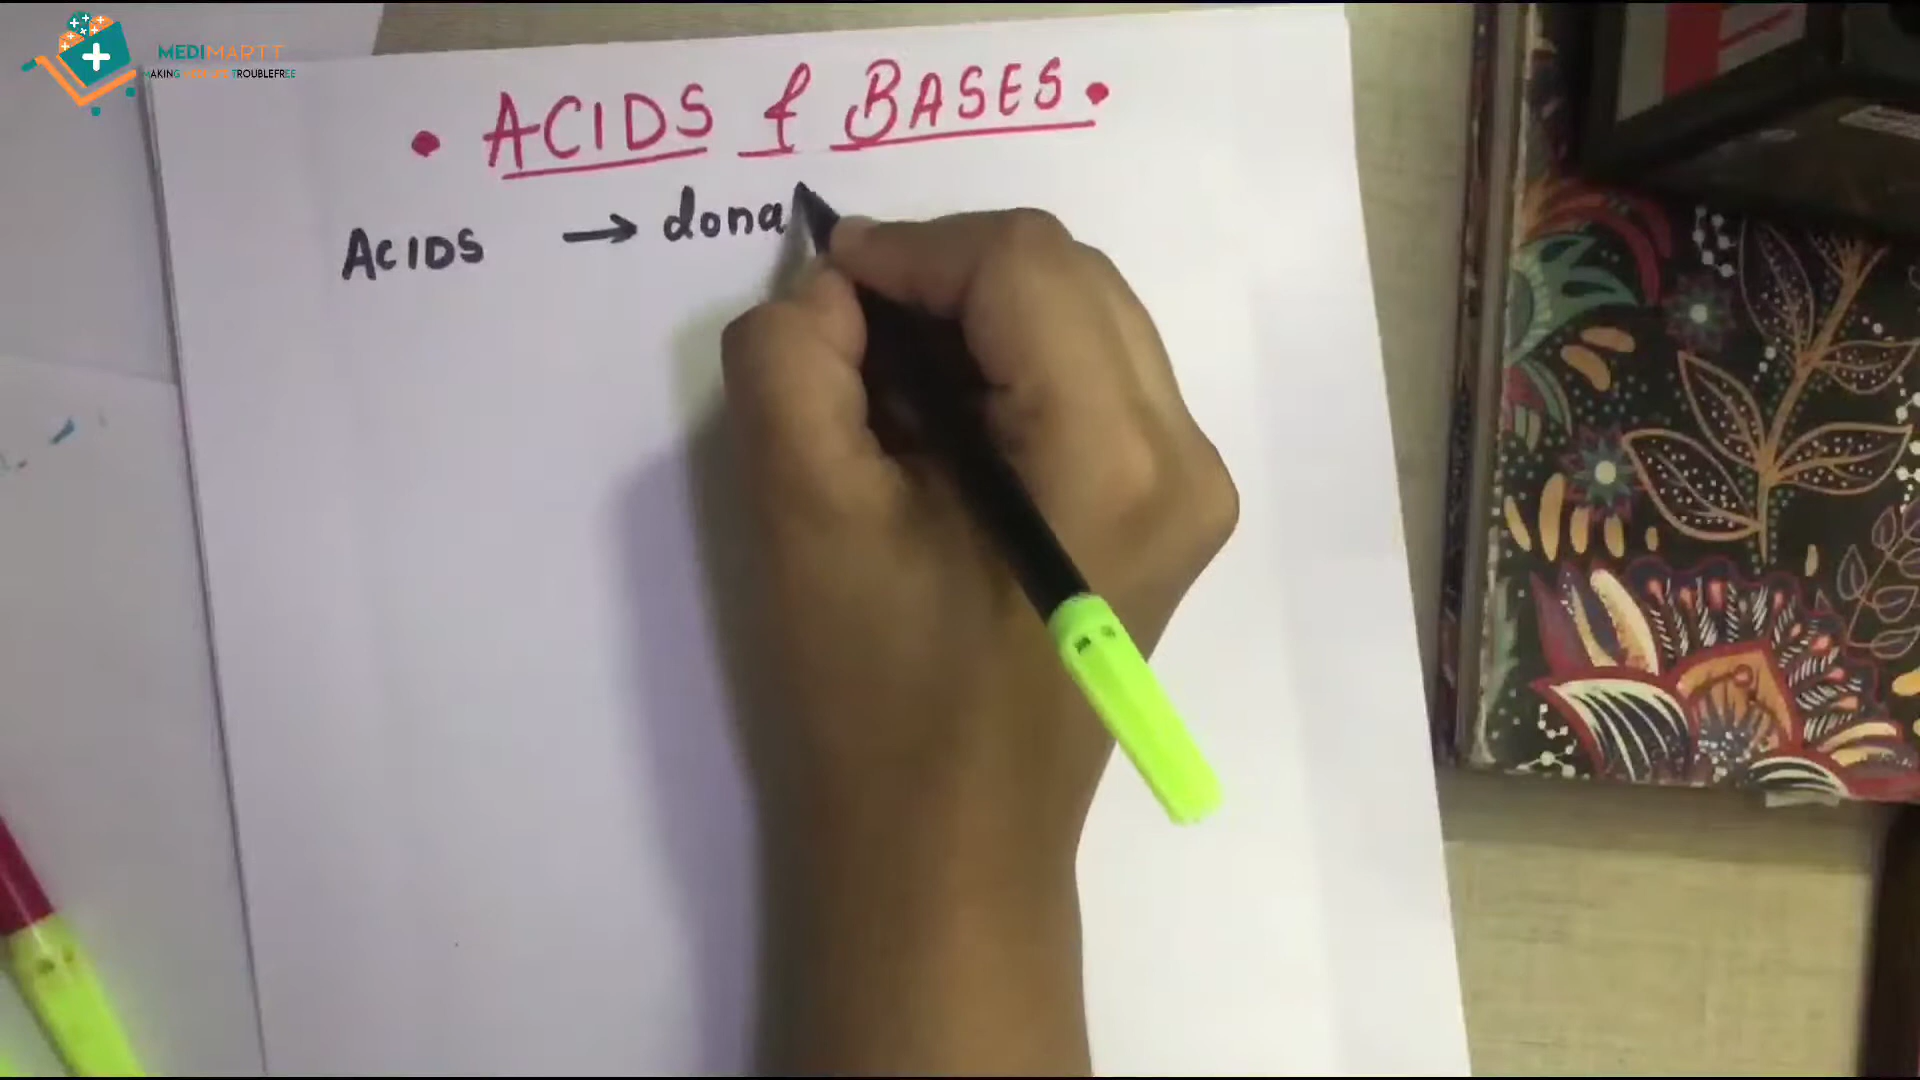 MEDIMARTT
• ACIDS & BASES •
ACIDS → dona